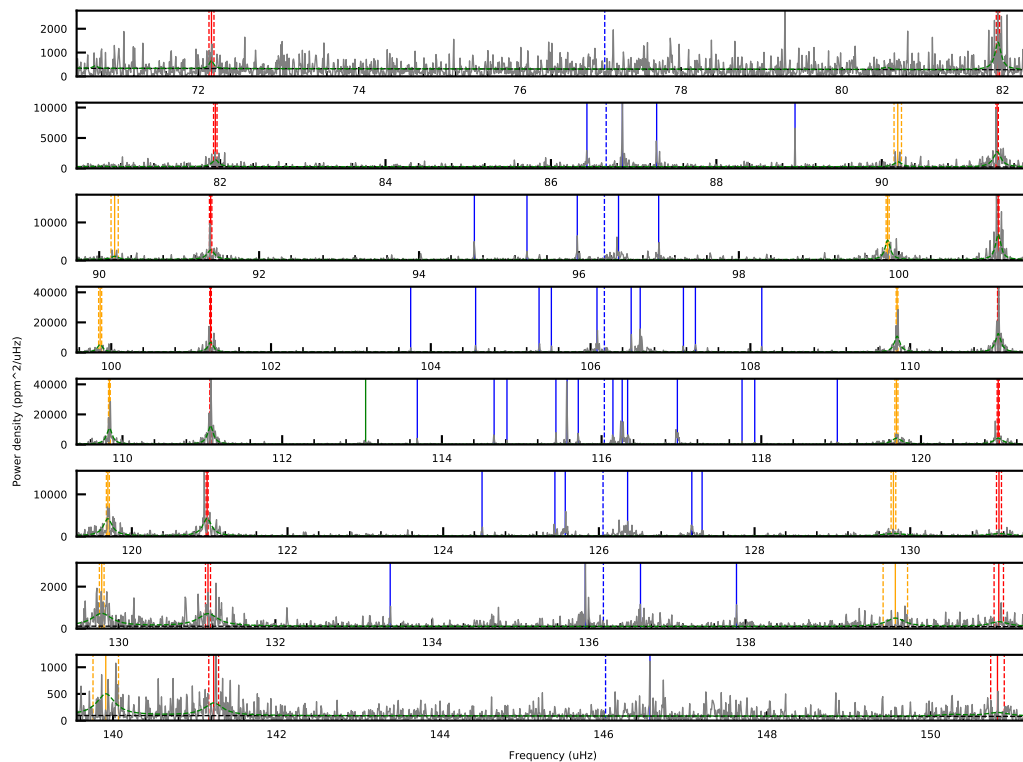 2000
1000
0
72 74 76 78 80 82
10000
5000
0
82 84 86 88 90
10000
0
90 92 94 96 98 100
40000
20000
0
100 102 104 106 108 110
40000
20000
0
110 112 114 116 118 120
10000
0
120 122 124 126 128 130
2000
0
130 132 134 136 138 140
1000
500
0
140 142 144 146 148 150
Power density (ppm^2/uHz)
Frequency (uHz)